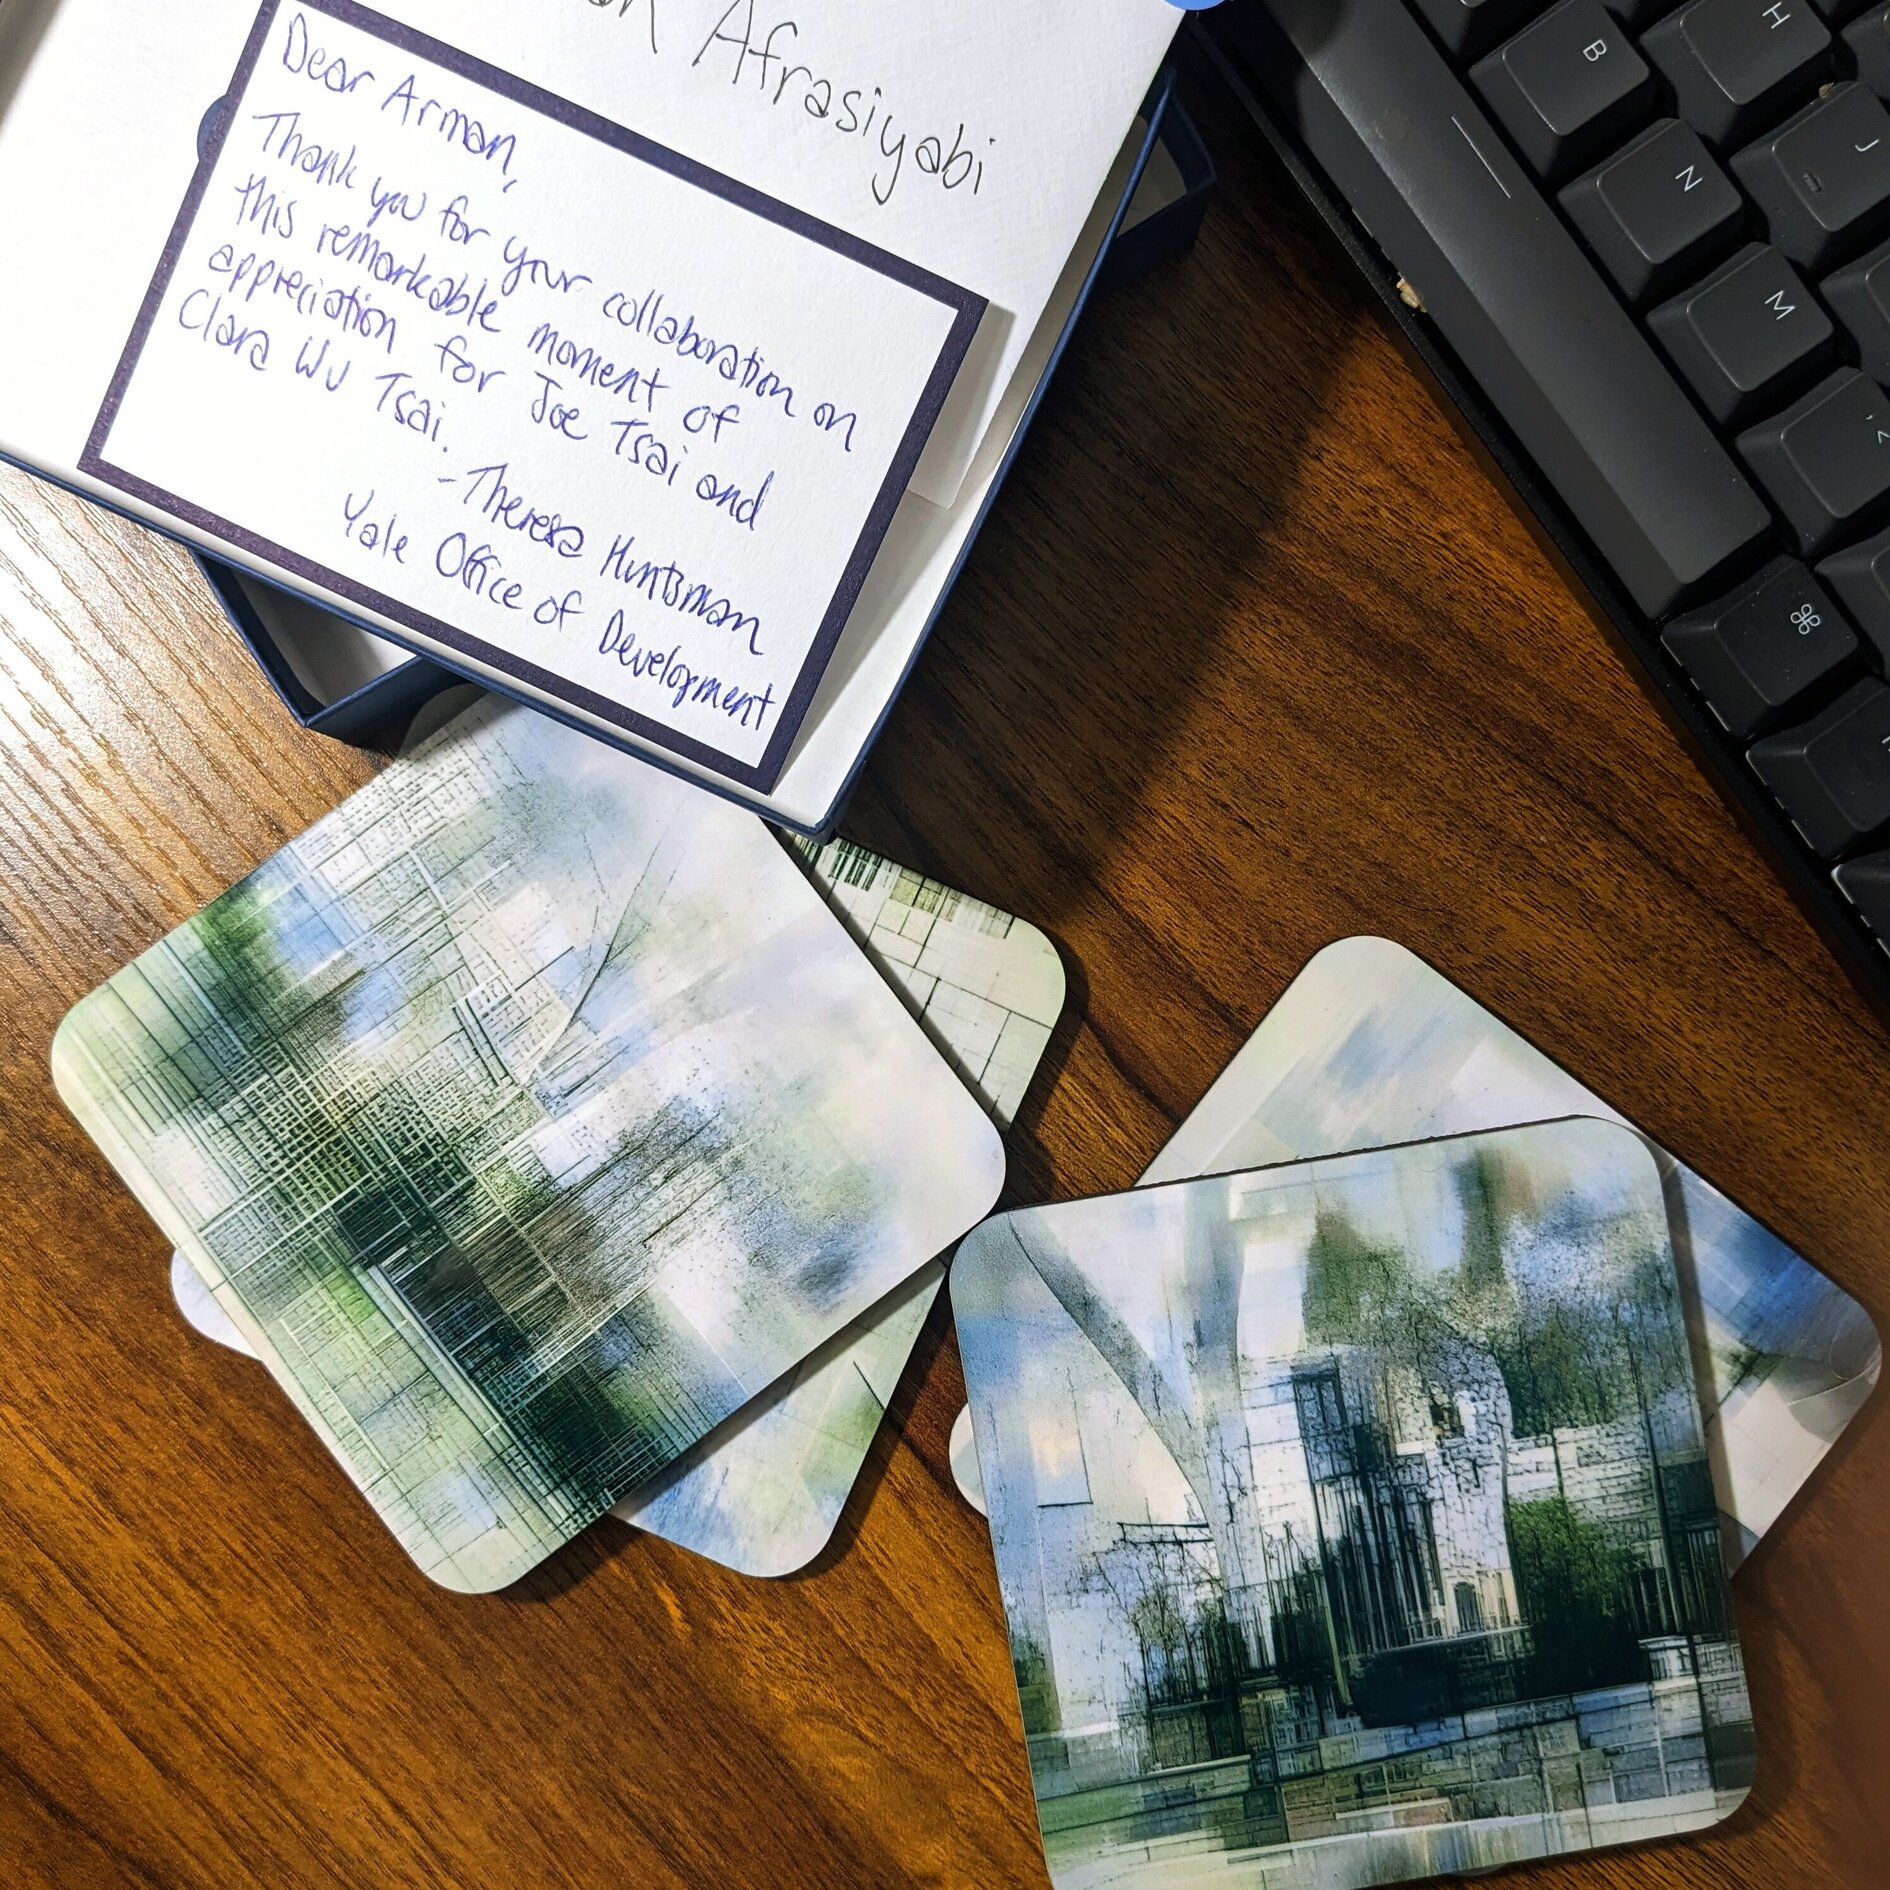 Afrasiyabi
Dear Arman,
Thank you for your collaboration on
this remarkable moment of
appreciation for Joe Tsai and
Clara Wu Tsai.
-Theresa Huntsman
Yale Office of Development
H
B
J
N
M
⌘